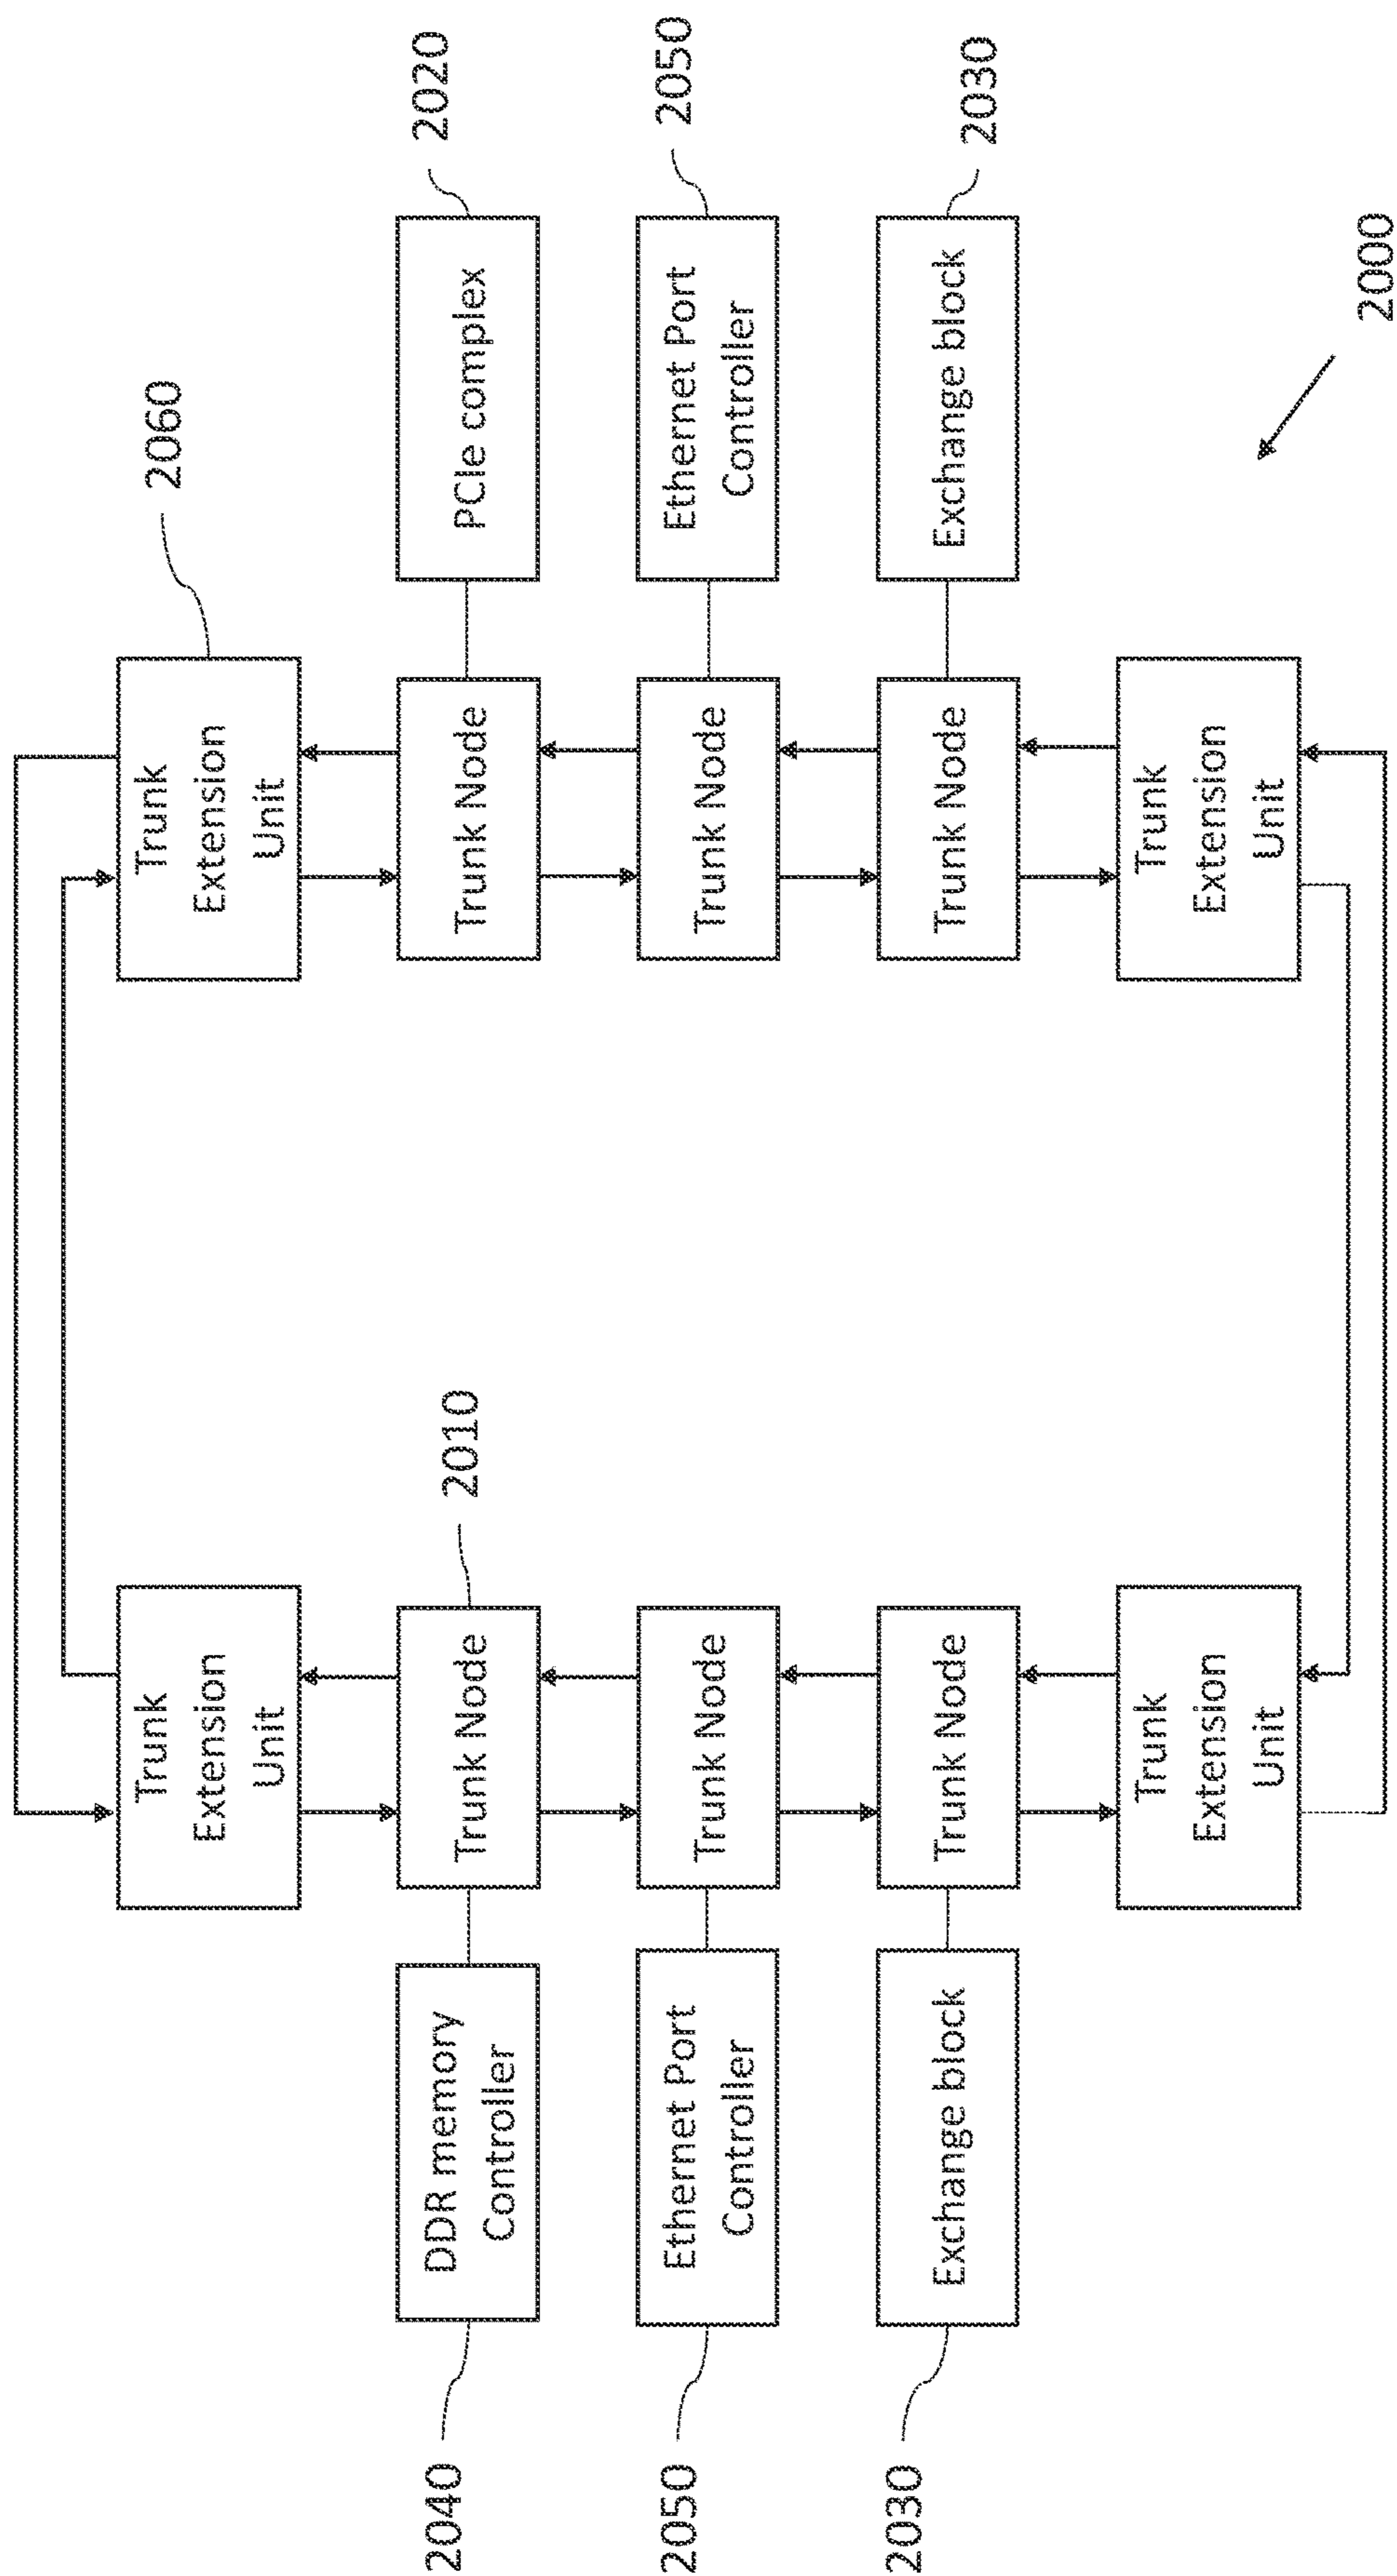 Trunk
Extension
Unit
Trunk
Extension
Unit
2060
2040
DDR memory
Controller
Trunk Node
2010
Trunk Node
PCIe complex
2020
2050
Ethernet Port
Controller
Trunk Node
Trunk Node
Ethernet Port
Controller
2050
2030
Exchange block
Trunk Node
Trunk Node
Exchange block
2030
Trunk
Extension
Unit
Trunk
Extension
Unit
2000